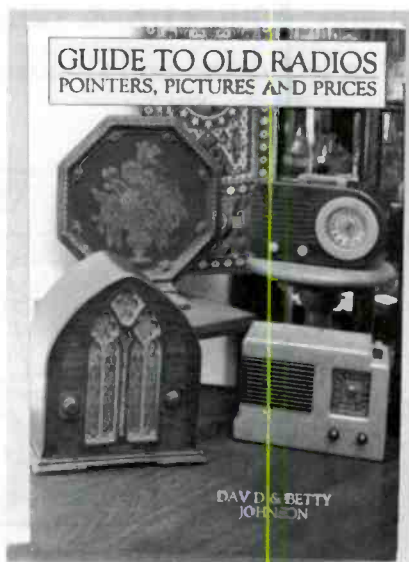 GUIDE TO OLD RADIOS
POINTERS, PICTURES AND PRICES
DAVID & BETTY
JOHNSON